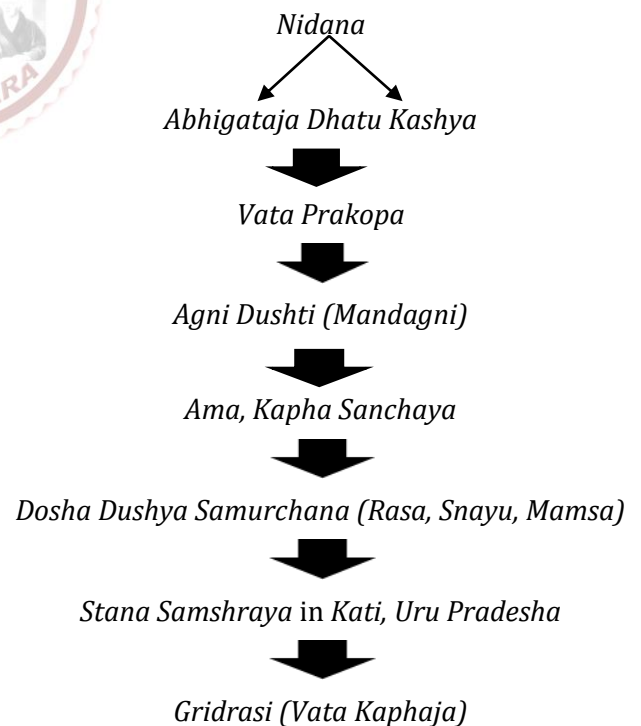 RA
Nidana
Abhigataja Dhatu Kashya
Vata Prakopa
Agni Dushti (Mandagni)
Ama, Kapha Sanchaya
Dosha Dushya Samurchana (Rasa, Snayu, Mamsa)
Stana Samshraya in Kati, Uru Pradesha
Gridrasi (Vata Kaphaja)